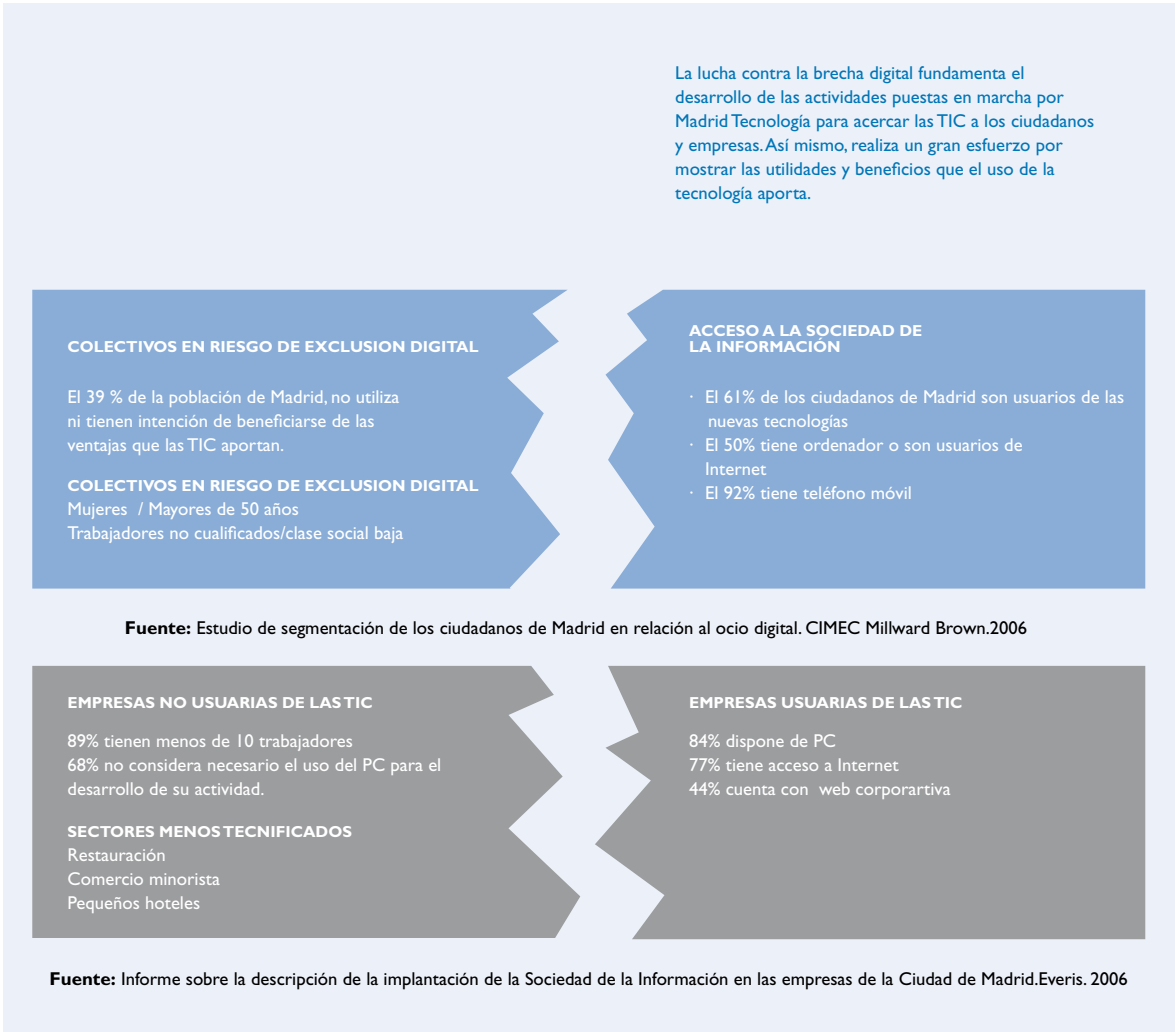 La lucha contra la brecha digital fundamenta el
desarrollo de las actividades puestas en marcha por
Madrid Tecnología para acercar las TIC a los ciudadanos
y empresas. Así mismo, realiza un gran esfuerzo por
mostrar las utilidades y beneficios que el uso de la
tecnología aporta.
COLECTIVOS EN RIESGO DE EXCLUSION DIGITAL
El 39 % de la población de Madrid, no utiliza
ni tienen intención de beneficiarse de las
ventajas que las TIC aportan.
COLECTIVOS EN RIESGO DE EXCLUSION DIGITAL
Mujeres / Mayores de 50 años
Trabajadores no cualificados/clase social baja
ACCESO A LA SOCIEDAD DE
LA INFORMACIÓN
· El 61% de los ciudadanos de Madrid son usuarios de las
nuevas tecnologías
· El 50% tiene ordenador o son usuarios de
Internet
· El 92% tiene teléfono móvil
Fuente: Estudio de segmentación de los ciudadanos de Madrid en relación al ocio digital. CIMEC Millward Brown.2006
EMPRESAS NO USUARIAS DE LAS TIC
89% tienen menos de 10 trabajadores
68% no considera necesario el uso del PC para el
desarrollo de su actividad.
SECTORES MENOS TECNIFICADOS
Restauración
Comercio minorista
Pequeños hoteles
EMPRESAS USUARIAS DE LAS TIC
84% dispone de PC
77% tiene acceso a Internet
44% cuenta con web corporartiva
Fuente: Informe sobre la descripción de la implantación de la Sociedad de la Información en las empresas de la Ciudad de Madrid.Everis. 2006